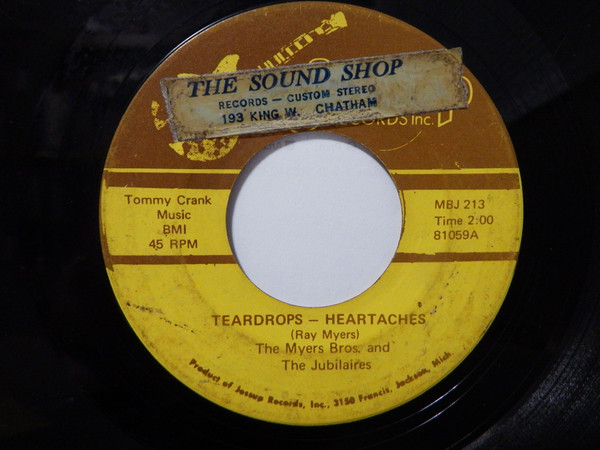 THE SOUND SHOP
RECORDS — CUSTOM STEREO
193 KING W. CHATHAM
RECORDS Inc.
Tommy Crank
Music
BMI
45 RPM
MBJ 213
Time 2:00
81059A
TEARDROPS — HEARTACHES
(Ray Myers)
The Myers Bros. and
The Jubilaires
Product of Jessup Records, Inc., 3150 Francis, Jackson, Mich